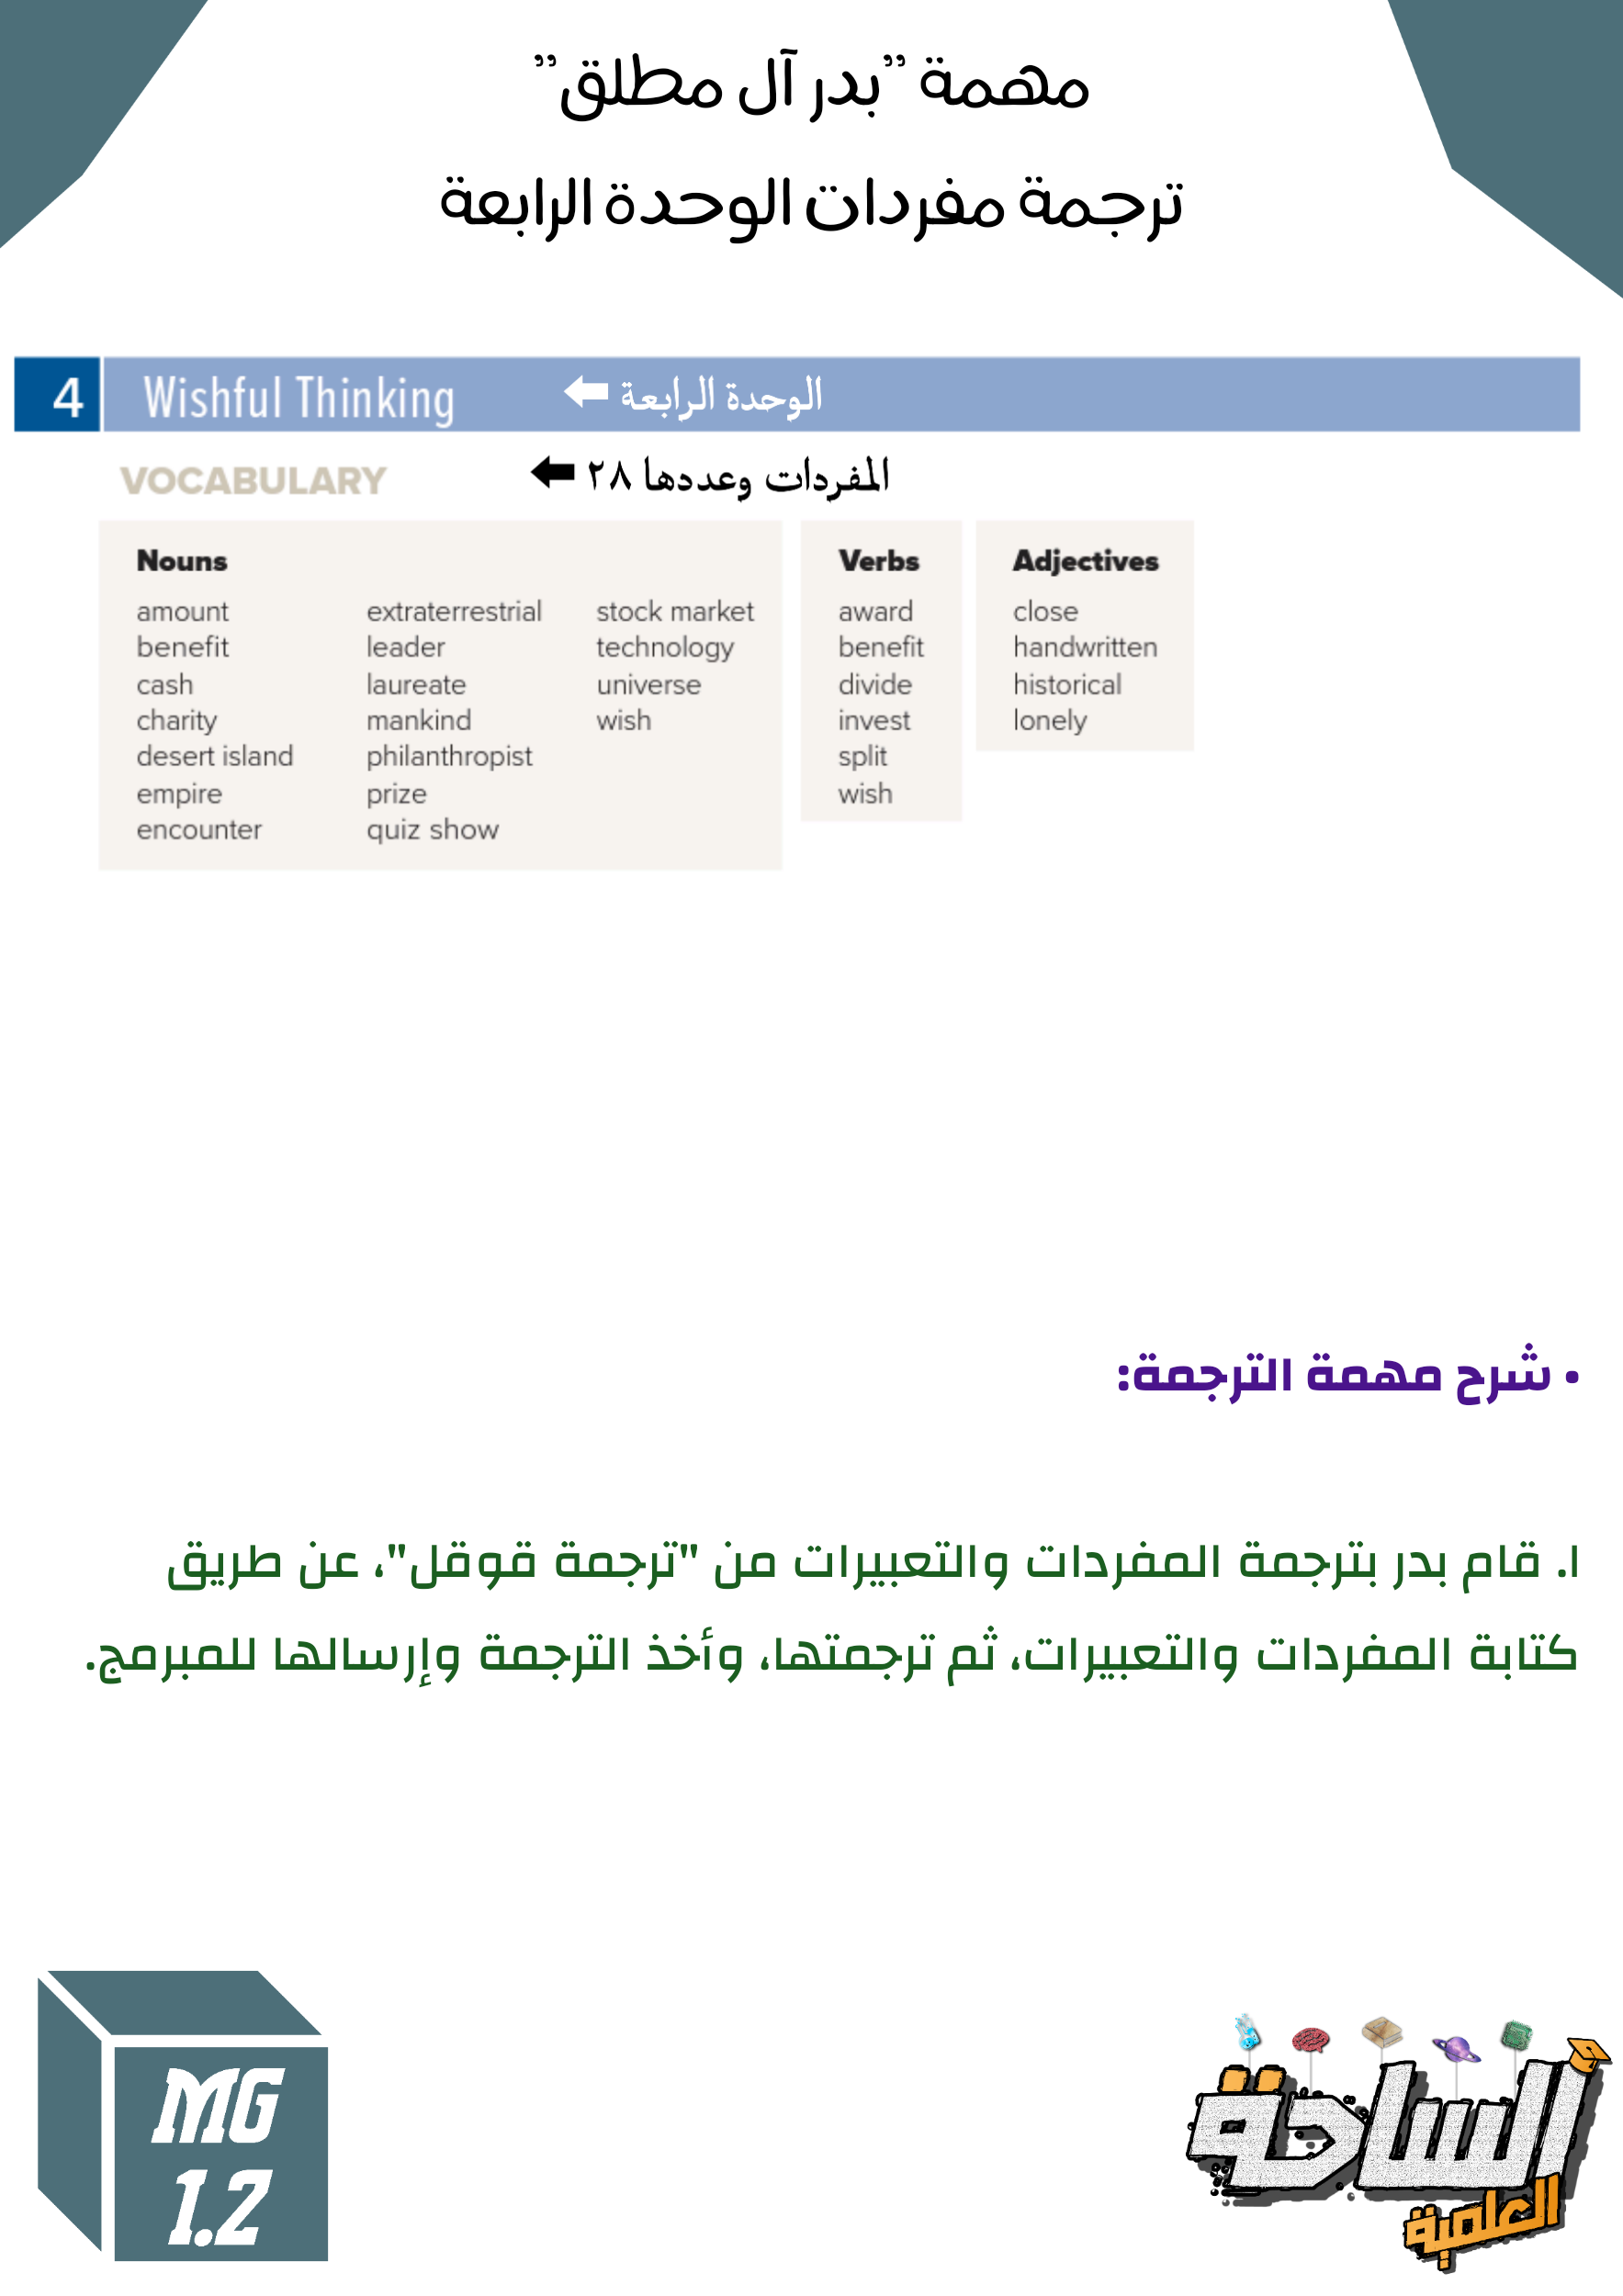 مهمة "بدر آل مطلق"
ترجمة مفردات الوحدة الرابعة
4 Wishful Thinking ⬅ الوحدة الرابعة
VOCABULARY ⬅ المفردات وعددها ٢٨
Nouns
amount
benefit
cash
charity
desert island
empire
encounter
extraterrestrial
leader
laureate
mankind
philanthropist
prize
quiz show
stock market
technology
universe
wish
Verbs
award
benefit
divide
invest
split
wish
Adjectives
close
handwritten
historical
lonely
• شرح مهمة الترجمة:
١. قام بدر بترجمة المفردات والتعبيرات من "ترجمة قوقل"، عن طريق
كتابة المفردات والتعبيرات، ثم ترجمتها، وأخذ الترجمة وإرسالها للمبرمج.
MG
1.2
الساحة
العلمية